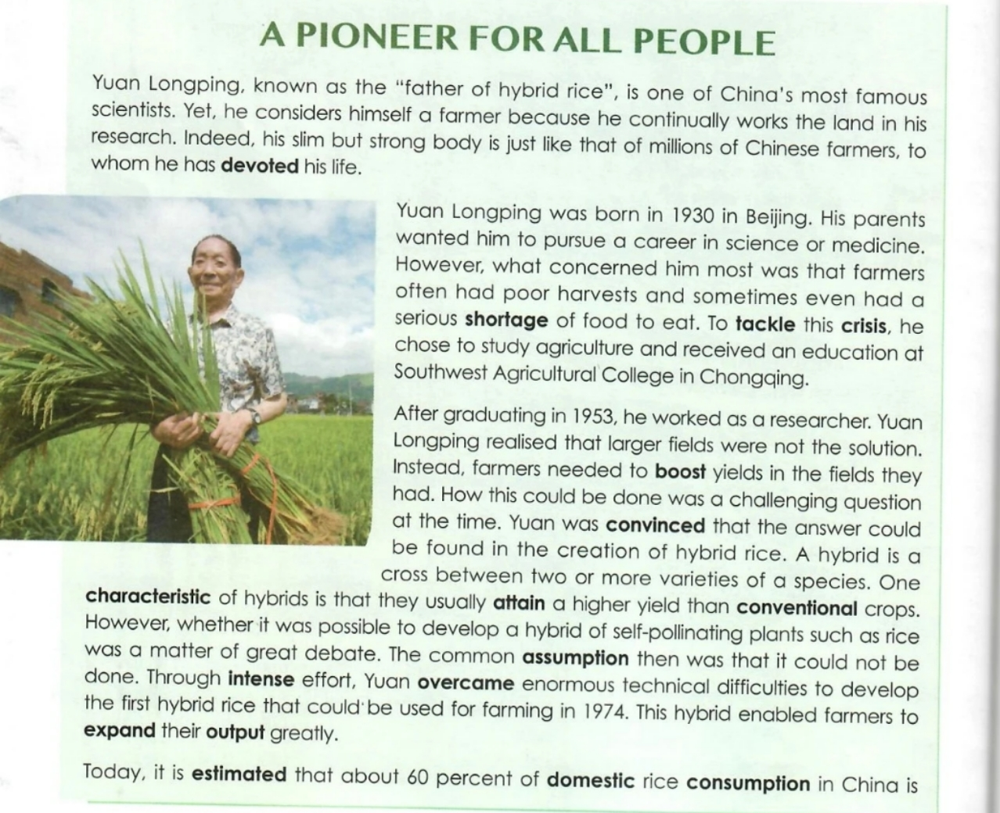 A PIONEER FOR ALL PEOPLE
Yuan Longping, known as the “father of hybrid rice”, is one of China's most famous
scientists. Yet, he considers himself a farmer because he continually works the land in his
research. Indeed, his slim but strong body is just like that of millions of Chinese farmers, to
whom he has devoted his life.
Yuan Longping was born in 1930 in Beijing. His parents
wanted him to pursue a career in science or medicine.
However, what concerned him most was that farmers
often had poor harvests and sometimes even had a
serious shortage of food to eat. To tackle this crisis, he
chose to study agriculture and received an education at
Southwest Agricultural College in Chongqing.
After graduating in 1953, he worked as a researcher. Yuan
Longping realised that larger fields were not the solution.
Instead, farmers needed to boost yields in the fields they
had. How this could be done was a challenging question
at the time. Yuan was convinced that the answer could
be found in the creation of hybrid rice. A hybrid is a
cross between two or more varieties of a species. One
characteristic of hybrids is that they usually attain a higher yield than conventional crops.
However, whether it was possible to develop a hybrid of self-pollinating plants such as rice
was a matter of great debate. The common assumption then was that it could not be
done. Through intense effort, Yuan overcame enormous technical difficulties to develop
the first hybrid rice that could be used for farming in 1974. This hybrid enabled farmers to
expand their output greatly.
Today, it is estimated that about 60 percent of domestic rice consumption in China is